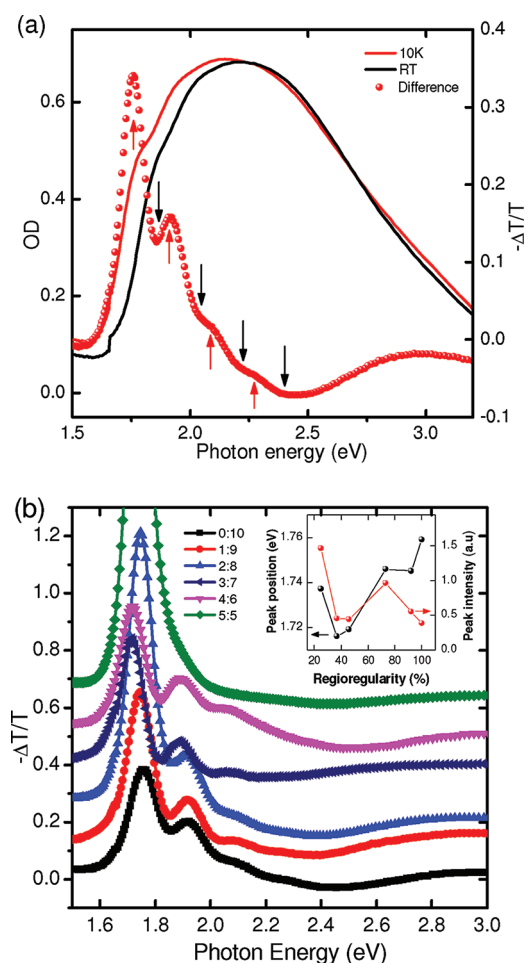 (a)
10K
RT
Difference
OD
0.6
0.4
0.2
0.0
-ΔT/T
0.4
0.3
0.2
0.1
0.0
-0.1
1.5 2.0 2.5 3.0
Photon energy (eV)
(b)
0:10
1:9
2:8
3:7
4:6
5:5
-ΔT/T
1.2
1.0
0.8
0.6
0.4
0.2
0.0
1.6 1.8 2.0 2.2 2.4 2.6 2.8 3.0
Photon Energy (eV)
Peak position (eV)
1.76
1.74
1.72
Peak intensity (a.u)
1.5
1.0
0.5
0.0
20 40 60 80 100
Regioregularity (%)